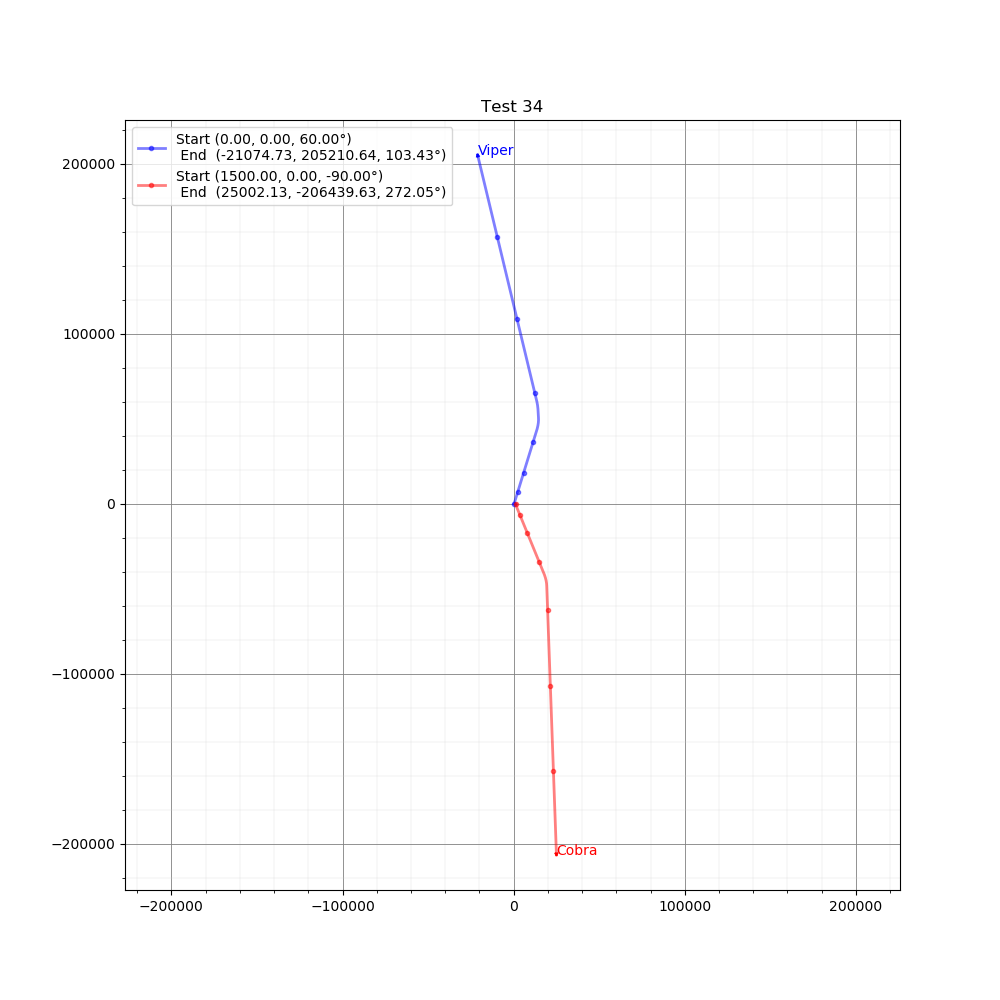 Test 34
Start (0.00, 0.00, 60.00°)
End (-21074.73, 205210.64, 103.43°)
Start (1500.00, 0.00, -90.00°)
End (25002.13, -206439.63, 272.05°)
Viper
200000
100000
0
−100000
−200000
Cobra
−200000
−100000
0
100000
200000